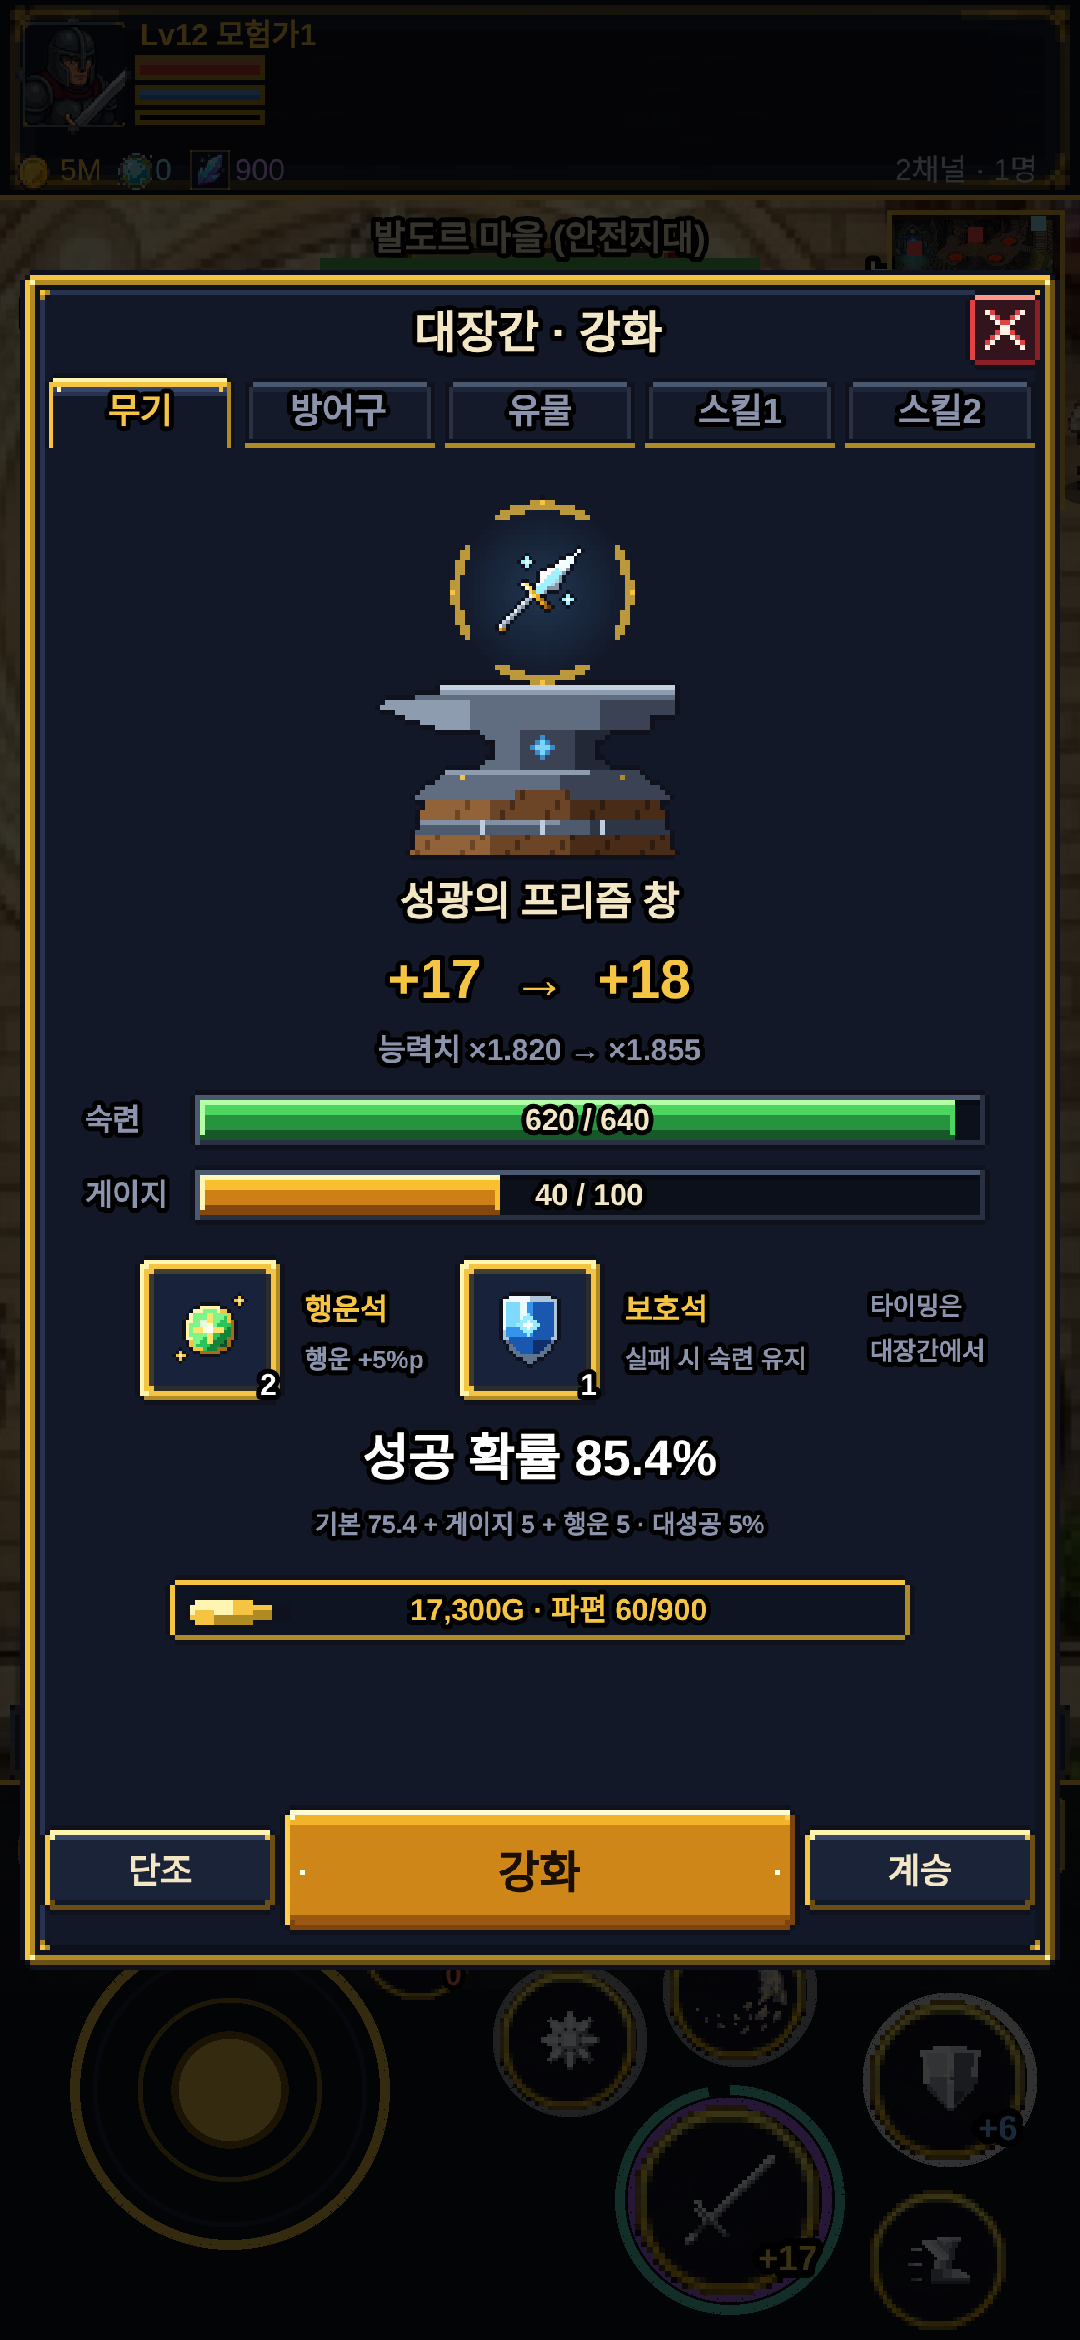 Lv12 모험가1
5M 0 900
2채널 · 1명
발도르 마을 (안전지대)
대장간 · 강화
무기 방어구 유물 스킬1 스킬2
성광의 프리즘 창
+17 → +18
능력치 ×1.820 → ×1.855
숙련 620 / 640
게이지 40 / 100
행운석
행운 +5%p
2
보호석
실패 시 숙련 유지
1
타이밍은
대장간에서
성공 확률 85.4%
기본 75.4 + 게이지 5 + 행운 5 · 대성공 5%
17,300G · 파편 60/900
단조 강화 계승
0
+6
+17